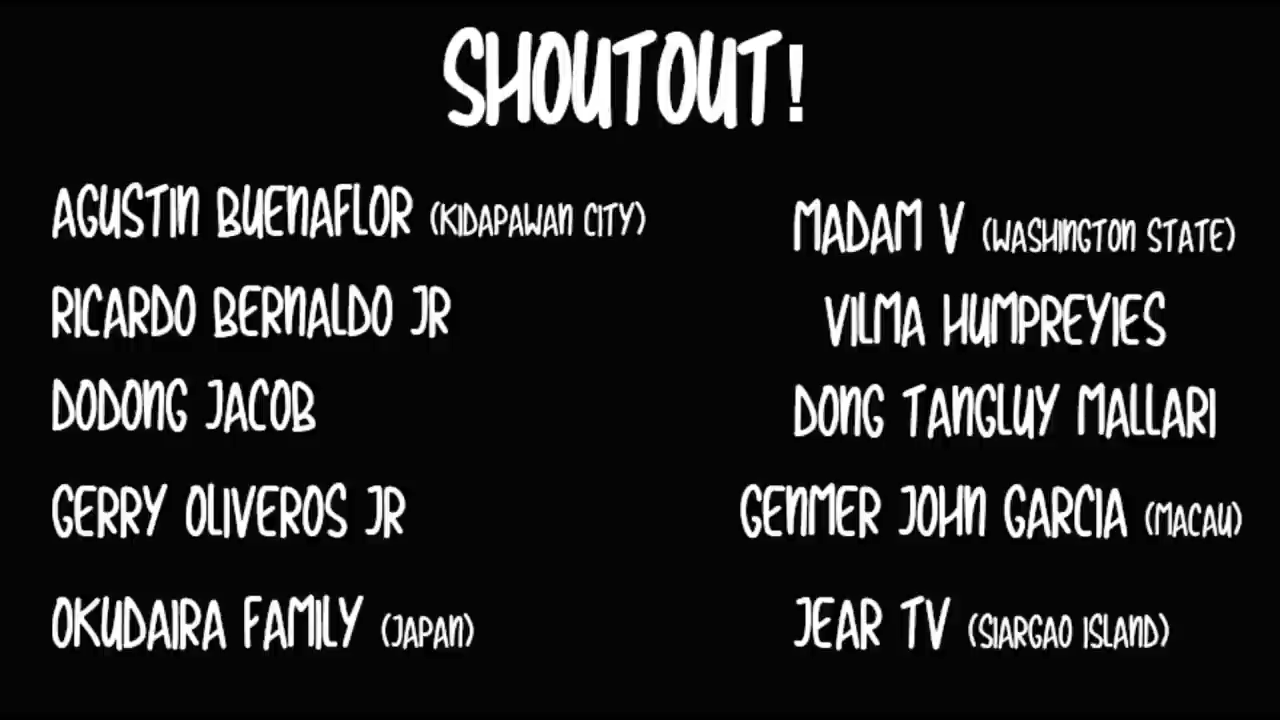 SHOUTOUT!
AGUSTIN BUENAFLOR (KIDAPAWAN CITY)
RICARDO BERNALDO JR
DODONG JACOB
GERRY OLIVEROS JR
OKUDAIRA FAMILY (JAPAN)
MADAM V (WASHINGTON STATE)
VILMA HUMPREYIES
DONG TANGLUY MALLARI
GENMER JOHN GARCIA (MACAU)
JEAR TV (SIARGAO ISLAND)